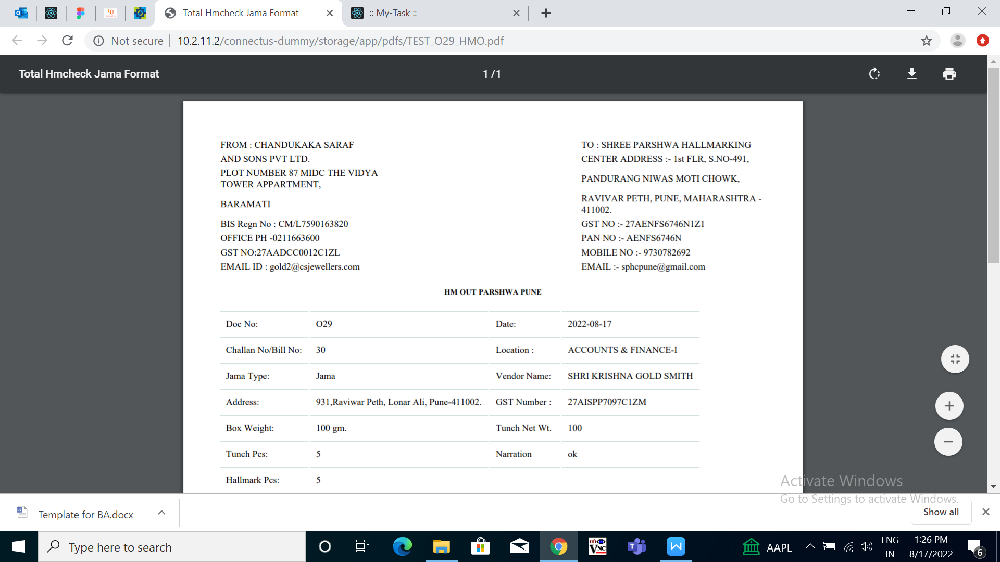 Total Hmcheck Jama Format
:: My-Task ::
Not secure
10.2.11.2/connectus-dummy/storage/app/pdfs/TEST_O29_HMO.pdf
Total Hmcheck Jama Format
1 / 1
FROM : CHANDUKAKA SARAF
AND SONS PVT LTD.
PLOT NUMBER 87 MIDC THE VIDYA
TOWER APPARTMENT,
BARAMATI
BIS Regn No : CM/L7590163820
OFFICE PH -0211663600
GST NO:27AADCC0012C1ZL
EMAIL ID : gold2@csjewellers.com
TO : SHREE PARSHWA HALLMARKING
CENTER ADDRESS :- 1st FLR, S.NO-491,
PANDURANG NIWAS MOTI CHOWK,
RAVIVAR PETH, PUNE, MAHARASHTRA -
411002.
GST NO :- 27AENFS6746N1Z1
PAN NO :- AENFS6746N
MOBILE NO :- 9730782692
EMAIL :- sphcpune@gmail.com
HM OUT PARSHWA PUNE
Doc No: O29 Date: 2022-08-17
Challan No/Bill No: 30 Location : ACCOUNTS & FINANCE-I
Jama Type: Jama Vendor Name: SHRI KRISHNA GOLD SMITH
Address: 931,Raviwar Peth, Lonar Ali, Pune-411002. GST Number : 27AISPP7097C1ZM
Box Weight: 100 gm. Tunch Net Wt. 100
Tunch Pcs: 5 Narration ok
Hallmark Pcs: 5
Activate Windows
Go to Settings to activate Windows.
Template for BA.docx
Show all
Type here to search
VNC
AAPL
ENG
IN
1:26 PM
8/17/2022
6